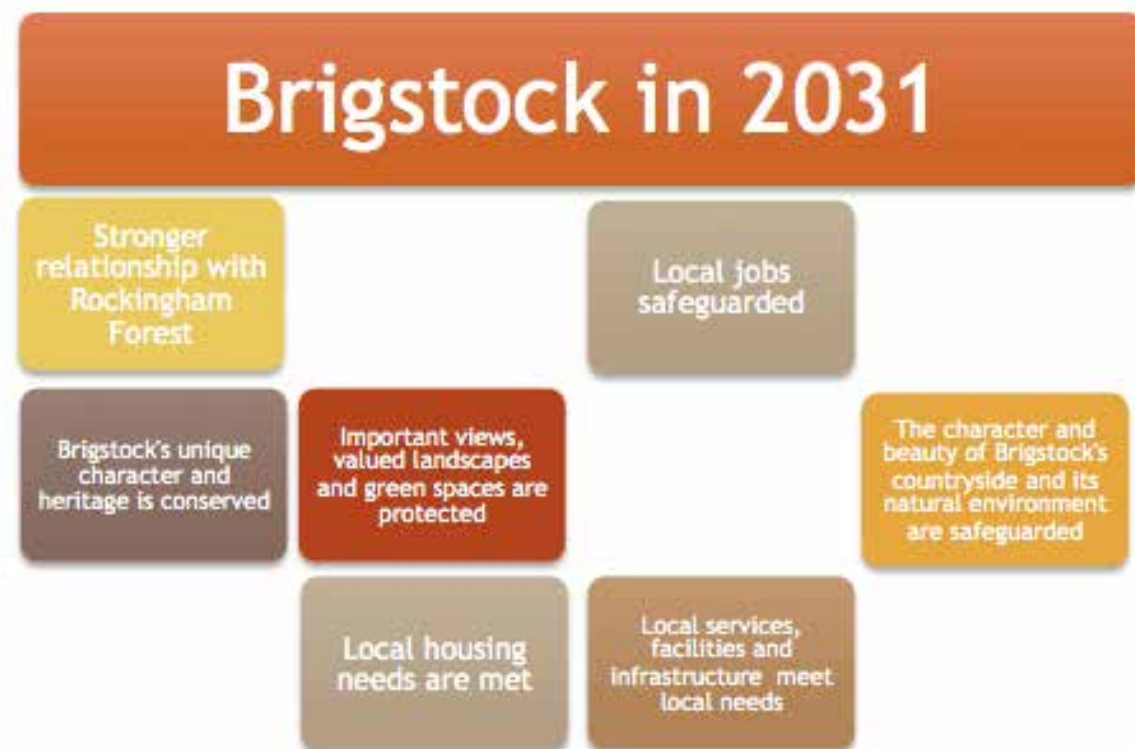 Brigstock in 2031
Stronger
relationship with
Rockingham
Forest
Local jobs
safeguarded
Brigstock's unique
character and
heritage is conserved
Important views,
valued landscapes
and green spaces are
protected
The character and
beauty of Brigstock's
countryside and its
natural environment
are safeguarded
Local housing
needs are met
Local services,
facilities and
infrastructure meet
local needs